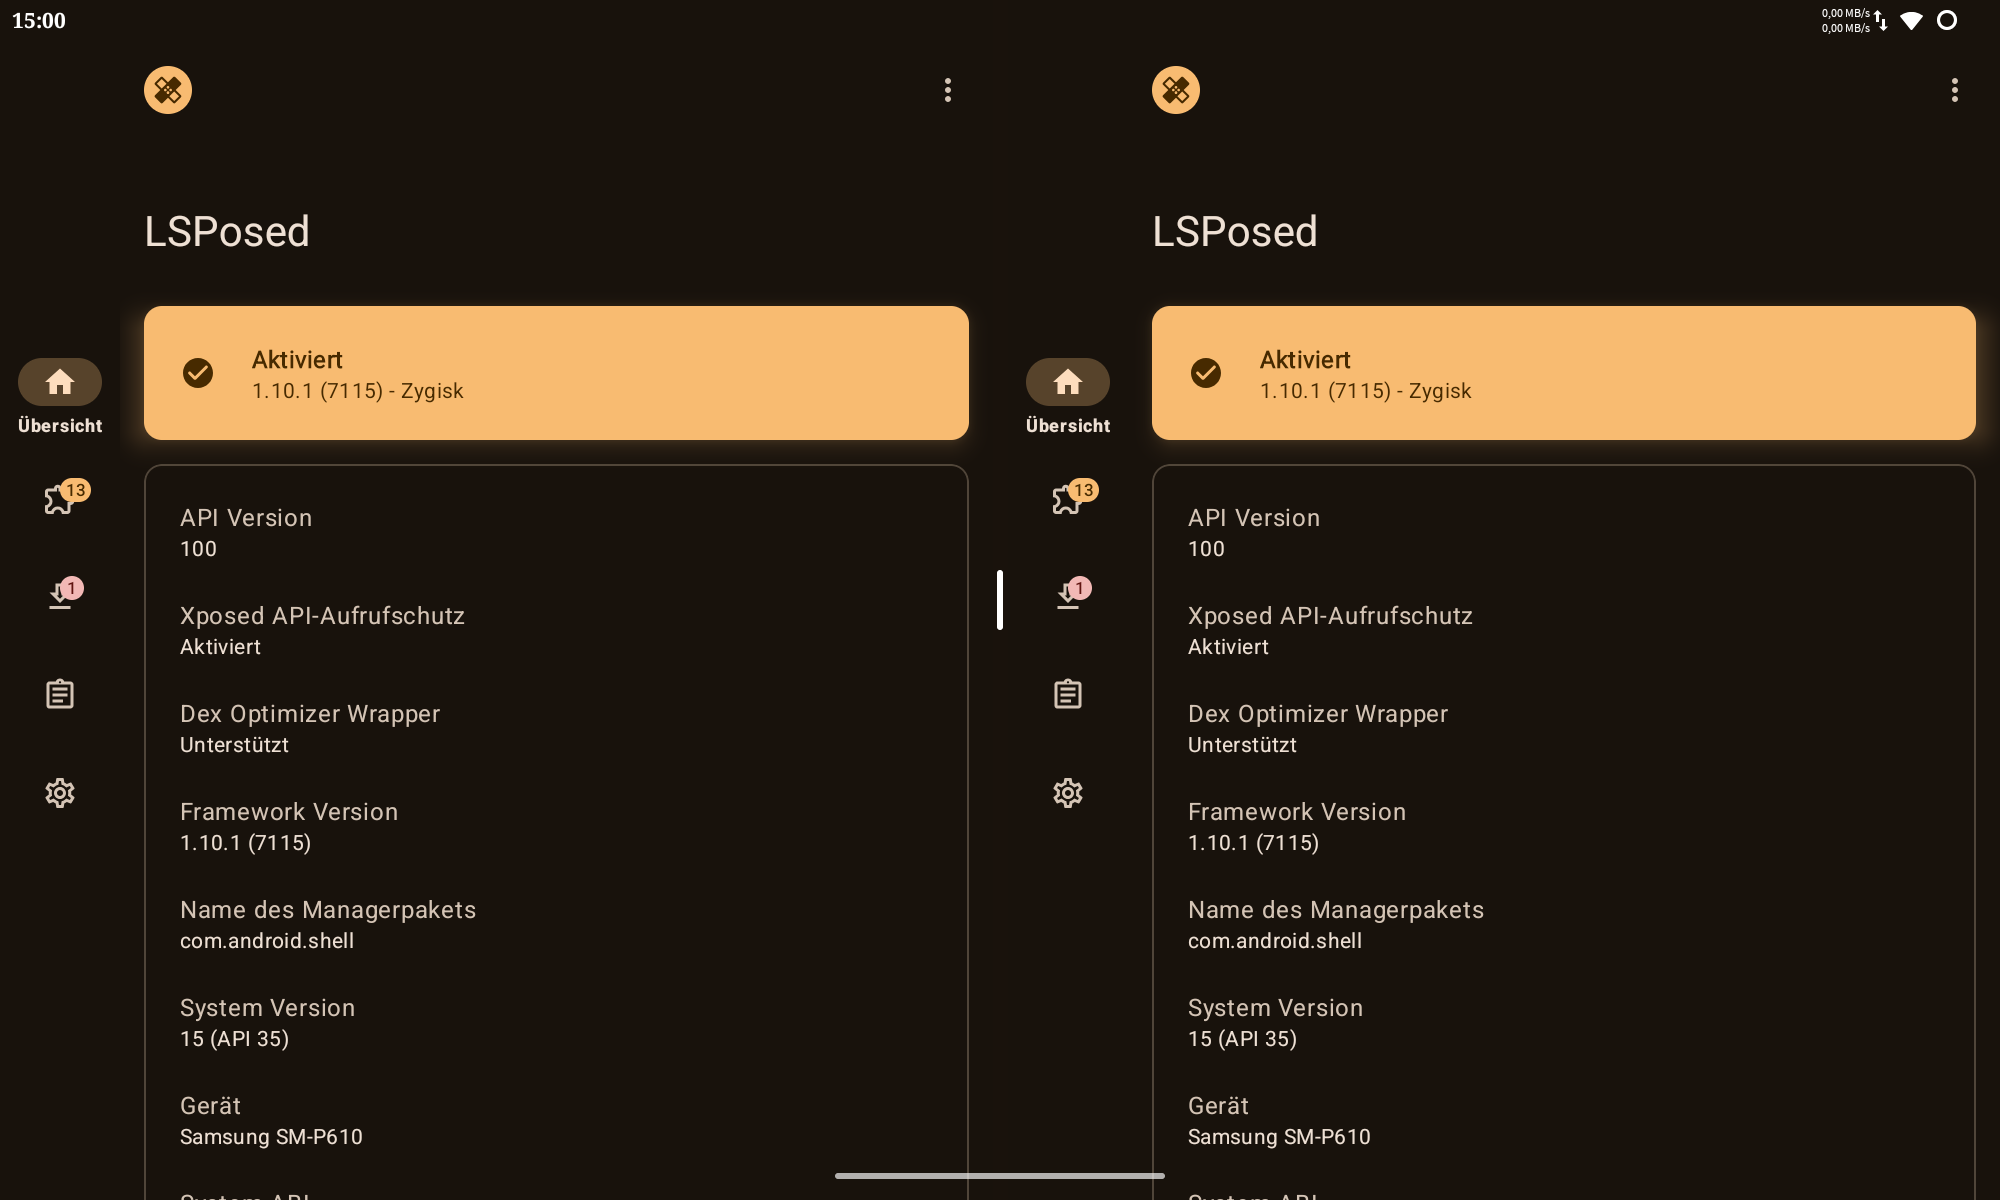 15:00
0,00 MB/s
0,00 MB/s
LSPosed
Aktiviert
1.10.1 (7115) - Zygisk
Übersicht
13
1
API Version
100
Xposed API-Aufrufschutz
Aktiviert
Dex Optimizer Wrapper
Unterstützt
Framework Version
1.10.1 (7115)
Name des Managerpakets
com.android.shell
System Version
15 (API 35)
Gerät
Samsung SM-P610
System API
LSPosed
Aktiviert
1.10.1 (7115) - Zygisk
Übersicht
13
1
API Version
100
Xposed API-Aufrufschutz
Aktiviert
Dex Optimizer Wrapper
Unterstützt
Framework Version
1.10.1 (7115)
Name des Managerpakets
com.android.shell
System Version
15 (API 35)
Gerät
Samsung SM-P610
System API